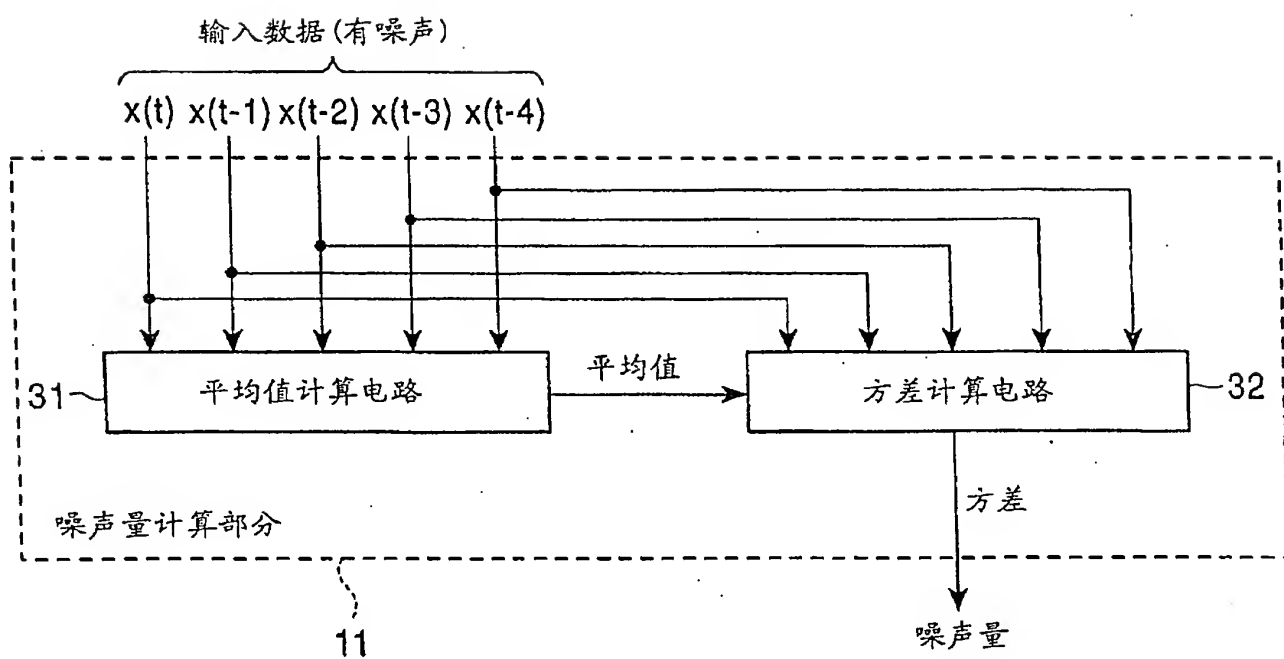 输入数据(有噪声)
x(t) x(t-1) x(t-2) x(t-3) x(t-4)
31
平均值计算电路
平均值
方差计算电路
32
噪声量计算部分
方差
11
噪声量